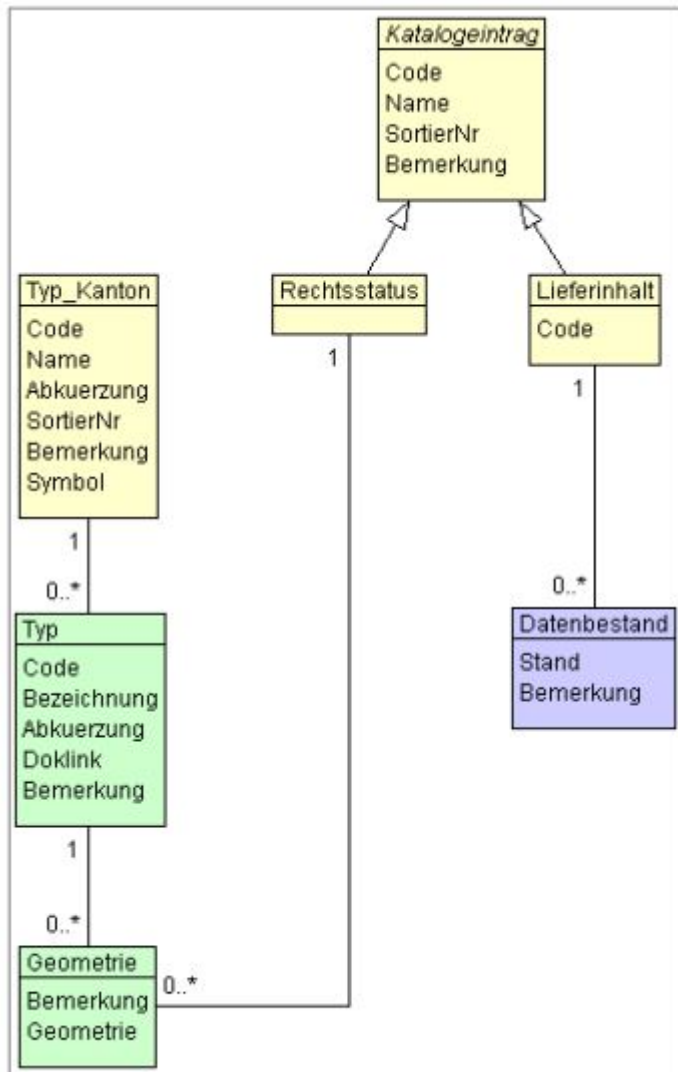 Katalogeintrag
Code
Name
SortierNr
Bemerkung
Typ_Kanton
Code
Name
Abkuerzung
SortierNr
Bemerkung
Symbol
Rechtsstatus
1
Lieferinhalt
Code
1
1
0..*
0..*
Typ
Code
Bezeichnung
Abkuerzung
Doklink
Bemerkung
Datenbestand
Stand
Bemerkung
1
0..*
Geometrie
Bemerkung
Geometrie
0..*